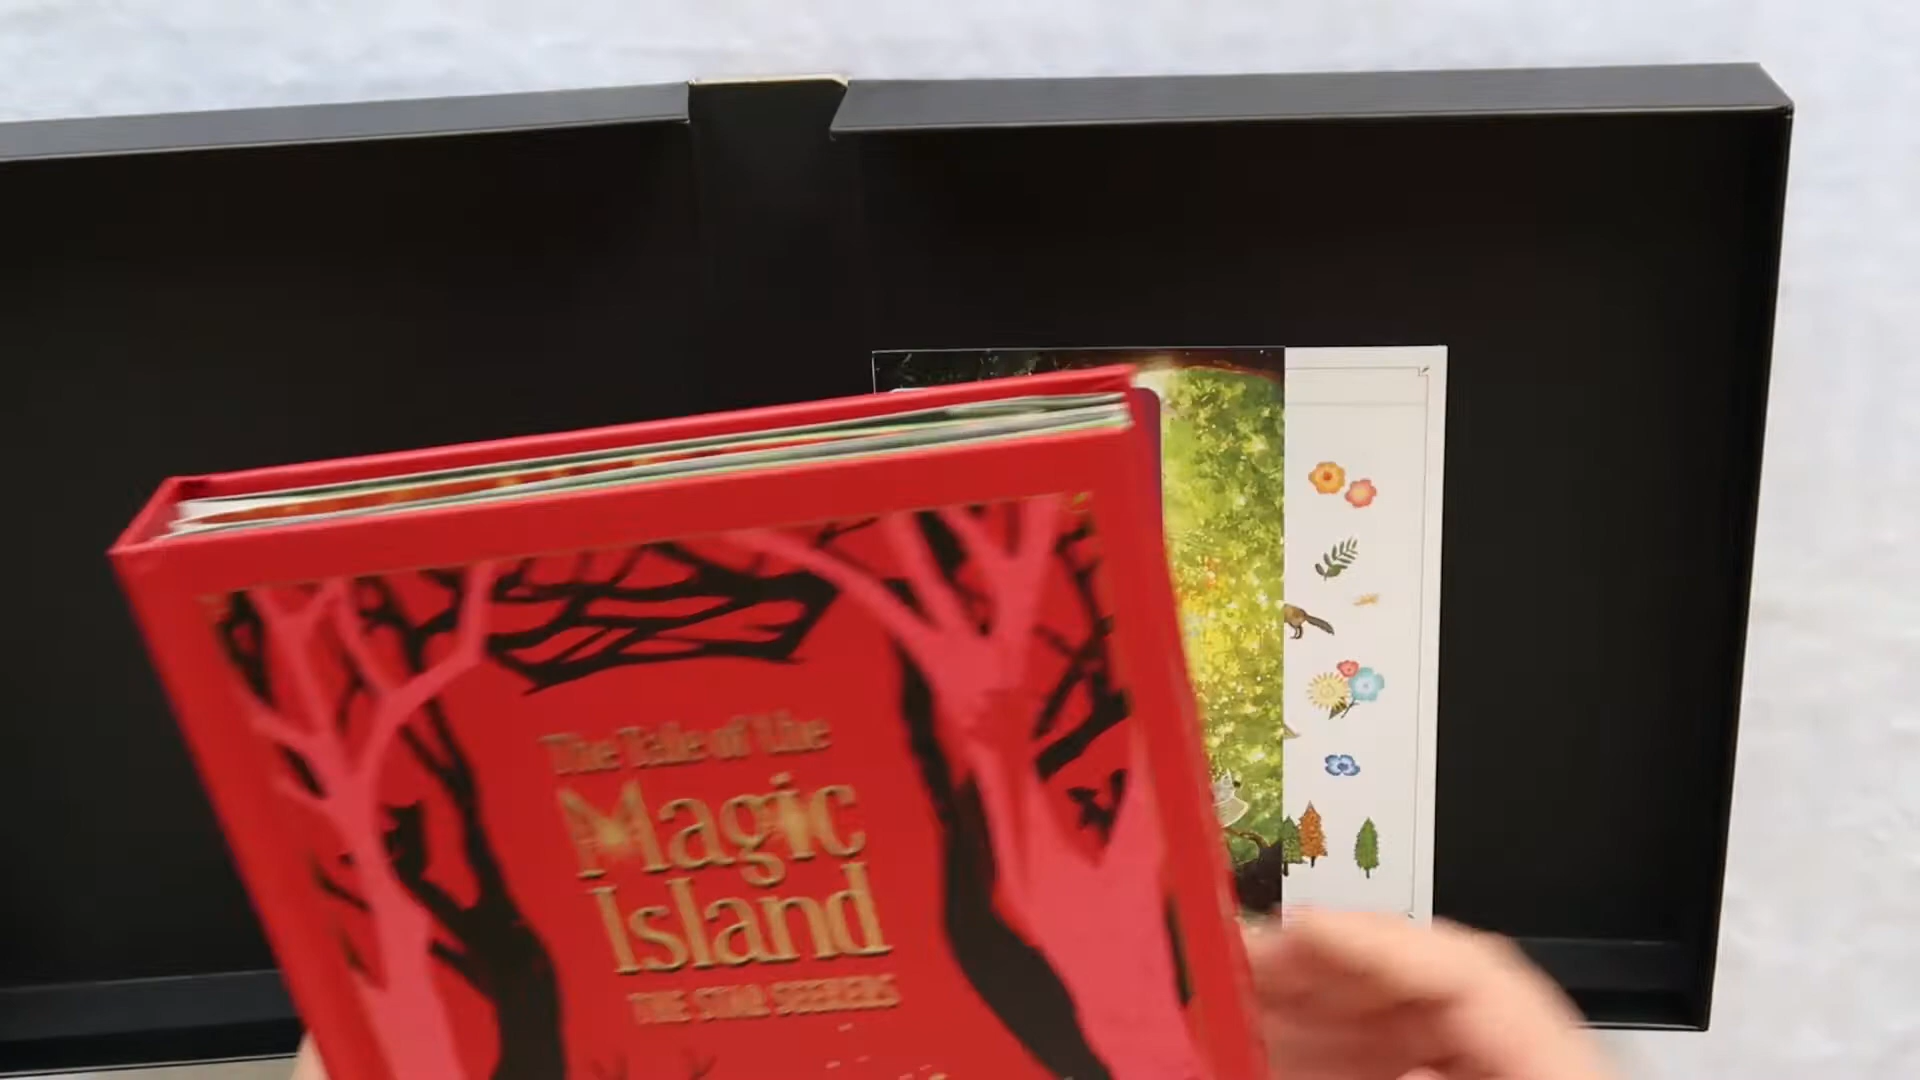 The Tale of the
Magic
Island
THE STAR SEEKERS